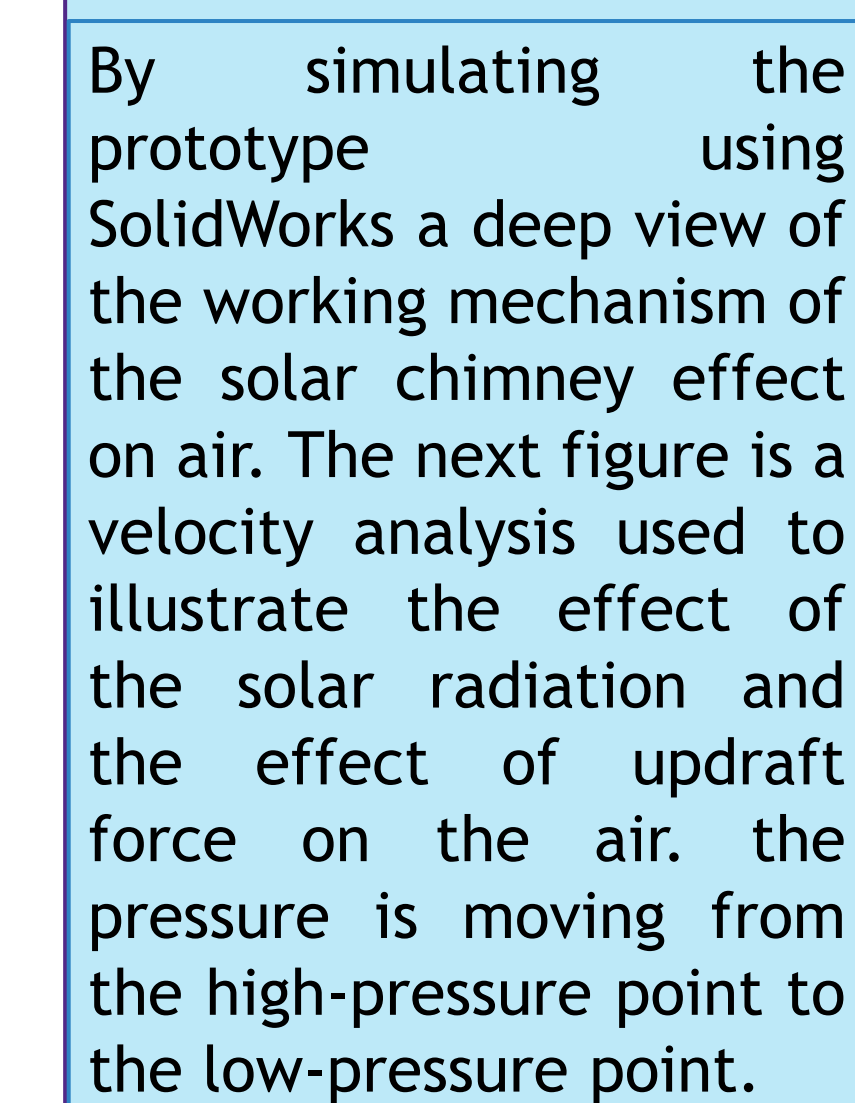 By simulating the
prototype using
SolidWorks a deep view of
the working mechanism of
the solar chimney effect
on air. The next figure is a
velocity analysis used to
illustrate the effect of
the solar radiation and
the effect of updraft
force on the air. the
pressure is moving from
the high-pressure point to
the low-pressure point.